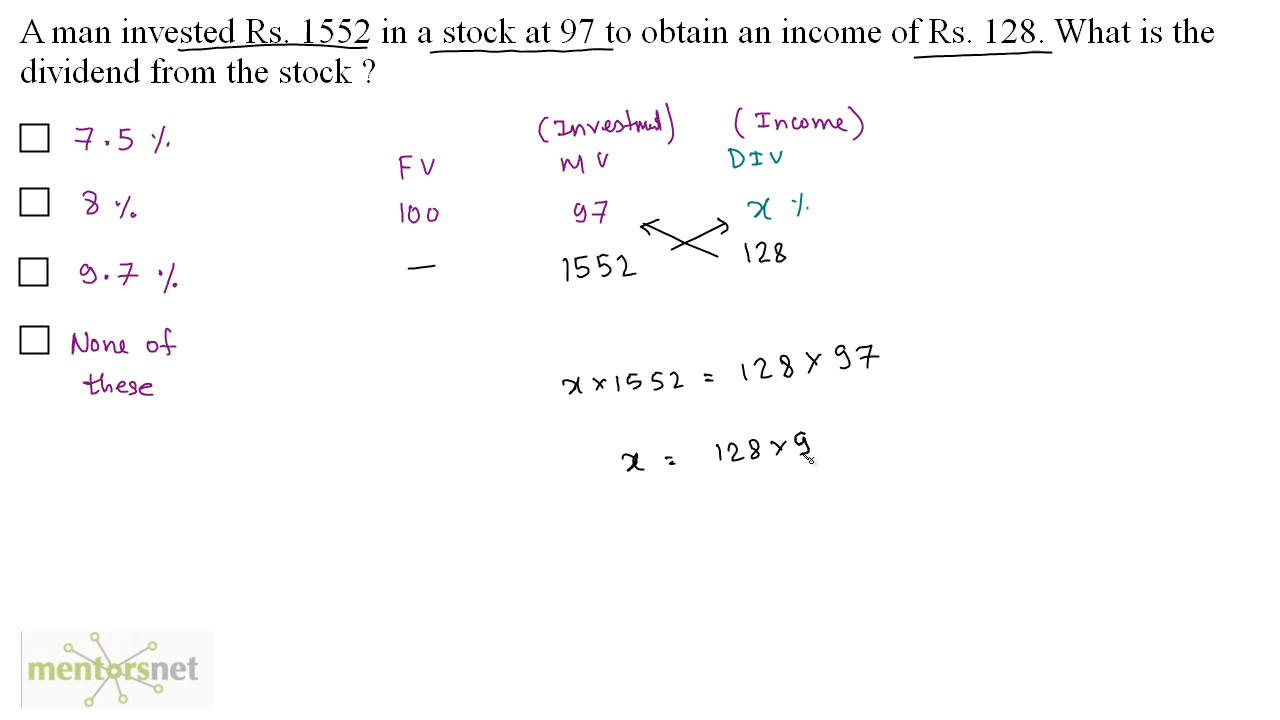 A man invested Rs. 1552 in a stock at 97 to obtain an income of Rs. 128. What is the
dividend from the stock ?
7.5 %
8 %
9.7 %
None of
these
(Investment) (Income)
FV MV DIV
100 97 x %
— 1552 128
x × 1552 = 128 × 97
x = 128 × 9
mentorsnet